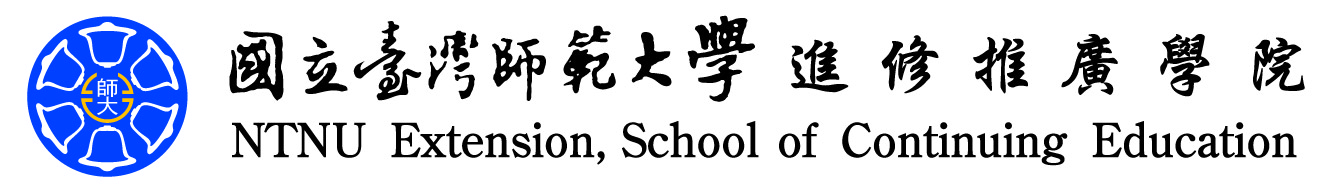 師大
國立臺灣師範大學 進修推廣學院
NTNU Extension, School of Continuing Education